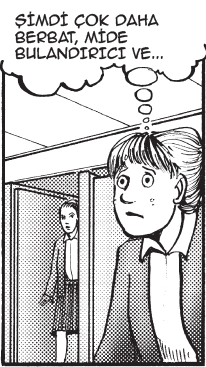 ŞİMDİ ÇOK DAHA
BERBAT, MİDE
BULANDIRICI VE...